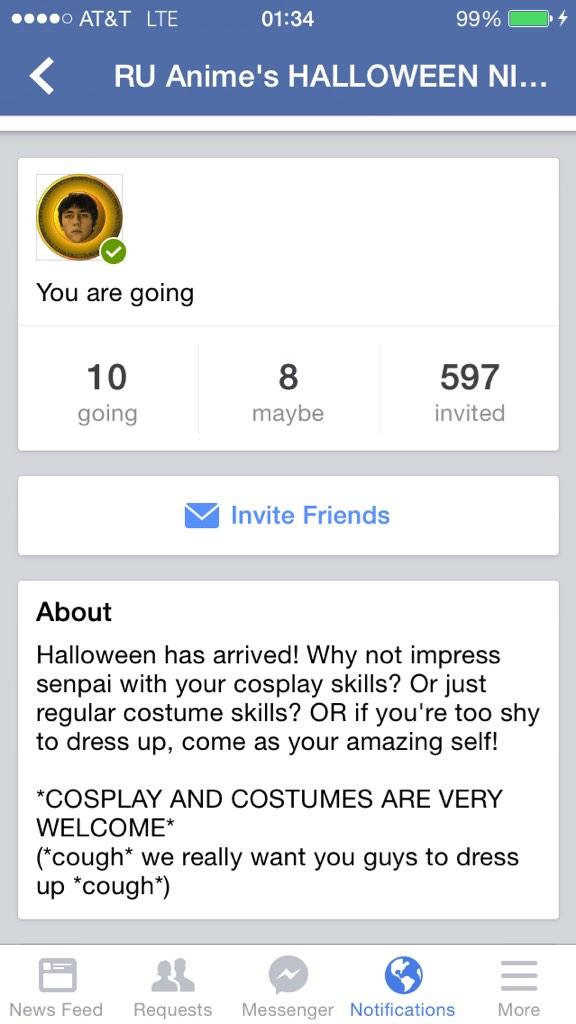 AT&T LTE 01:34 99%
RU Anime's HALLOWEEN NI...
You are going
10 8 597
going maybe invited
Invite Friends
About
Halloween has arrived! Why not impress
senpai with your cosplay skills? Or just
regular costume skills? OR if you're too shy
to dress up, come as your amazing self!
*COSPLAY AND COSTUMES ARE VERY
WELCOME*
(*cough* we really want you guys to dress
up *cough*)
News Feed Requests Messenger Notifications More